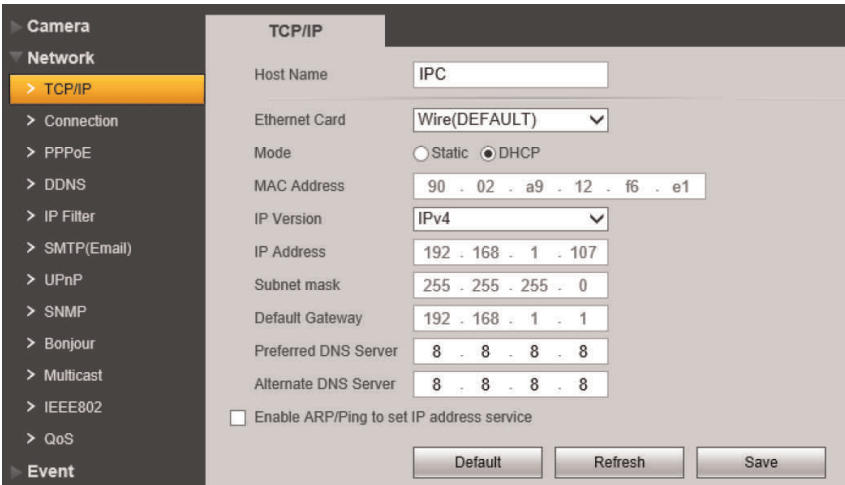 Camera
Network
> TCP/IP
> Connection
> PPPoE
> DDNS
> IP Filter
> SMTP(Email)
> UPnP
> SNMP
> Bonjour
> Multicast
> IEEE802
> QoS
Event
TCP/IP
Host Name IPC
Ethernet Card Wire(DEFAULT)
Mode Static DHCP
MAC Address 90 . 02 . a9 . 12 . f6 . e1
IP Version IPv4
IP Address 192 . 168 . 1 . 107
Subnet mask 255 . 255 . 255 . 0
Default Gateway 192 . 168 . 1 . 1
Preferred DNS Server 8 . 8 . 8 . 8
Alternate DNS Server 8 . 8 . 8 . 8
Enable ARP/Ping to set IP address service
Default Refresh Save